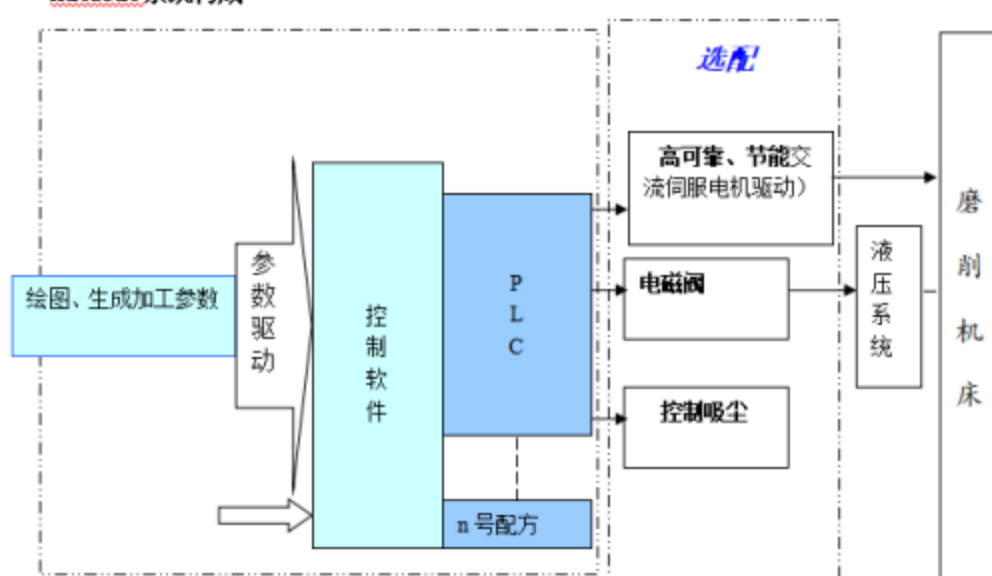 选配
高可靠、节能交
流伺服电机驱动）
磨削机床
液压系统
参数驱动
绘图、生成加工参数
电磁阀
PLC
控制软件
控制吸尘
n 号配方